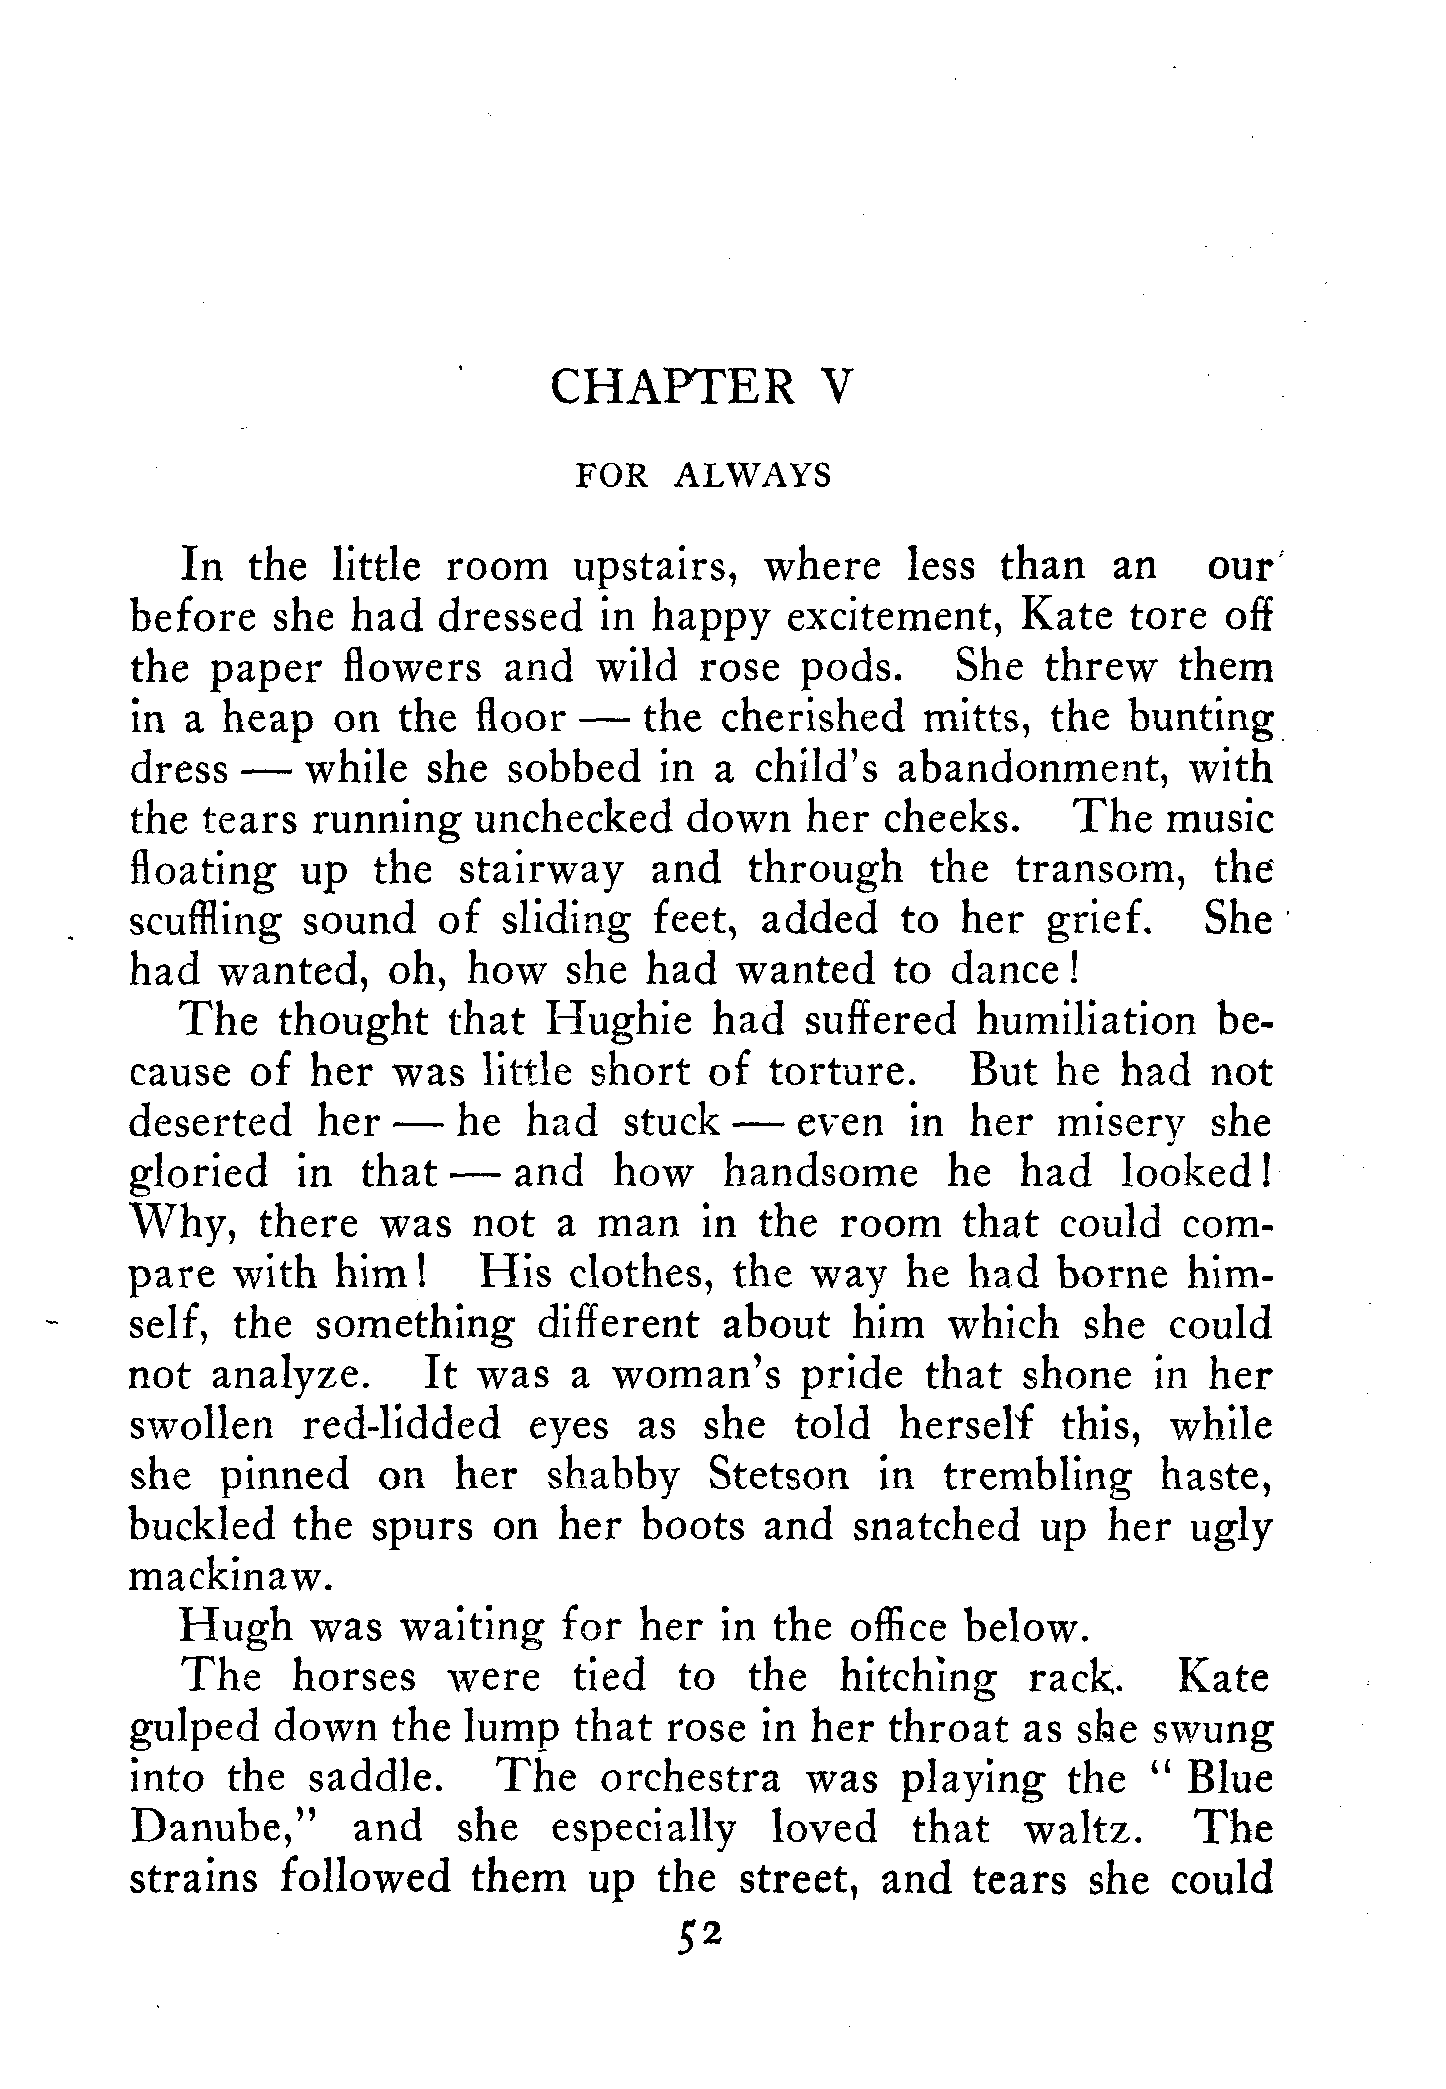 CHAPTER V
FOR ALWAYS
In the little room upstairs, where less than an our
before she had dressed in happy excitement, Kate tore off
the paper flowers and wild rose pods. She threw them
in a heap on the floor — the cherished mitts, the bunting
dress — while she sobbed in a child's abandonment, with
the tears running unchecked down her cheeks. The music
floating up the stairway and through the transom, the
scuffling sound of sliding feet, added to her grief. She
had wanted, oh, how she had wanted to dance!
The thought that Hughie had suffered humiliation be-
cause of her was little short of torture. But he had not
deserted her — he had stuck — even in her misery she
gloried in that — and how handsome he had looked!
Why, there was not a man in the room that could com-
pare with him! His clothes, the way he had borne him-
self, the something different about him which she could
not analyze. It was a woman's pride that shone in her
swollen red-lidded eyes as she told herself this, while
she pinned on her shabby Stetson in trembling haste,
buckled the spurs on her boots and snatched up her ugly
mackinaw.
Hugh was waiting for her in the office below.
The horses were tied to the hitching rack. Kate
gulped down the lump that rose in her throat as she swung
into the saddle. The orchestra was playing the " Blue
Danube," and she especially loved that waltz. The
strains followed them up the street, and tears she could
52